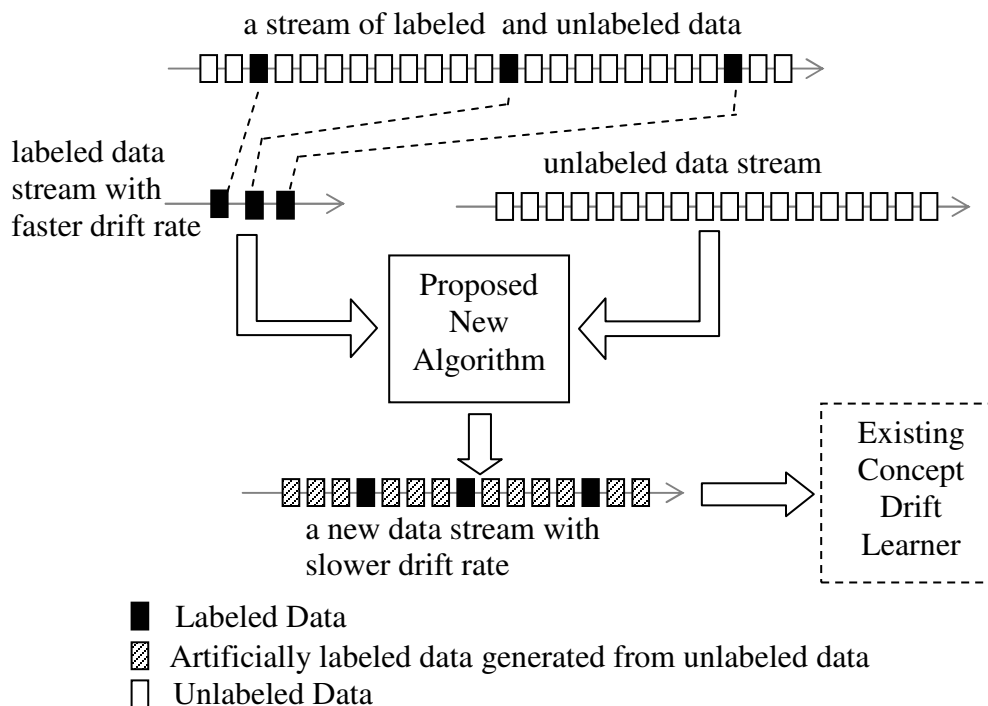 a stream of labeled and unlabeled data
labeled data
stream with
faster drift rate
unlabeled data stream
Proposed
New
Algorithm
Existing
Concept
Drift
Learner
a new data stream with
slower drift rate
Labeled Data
Artificially labeled data generated from unlabeled data
Unlabeled Data